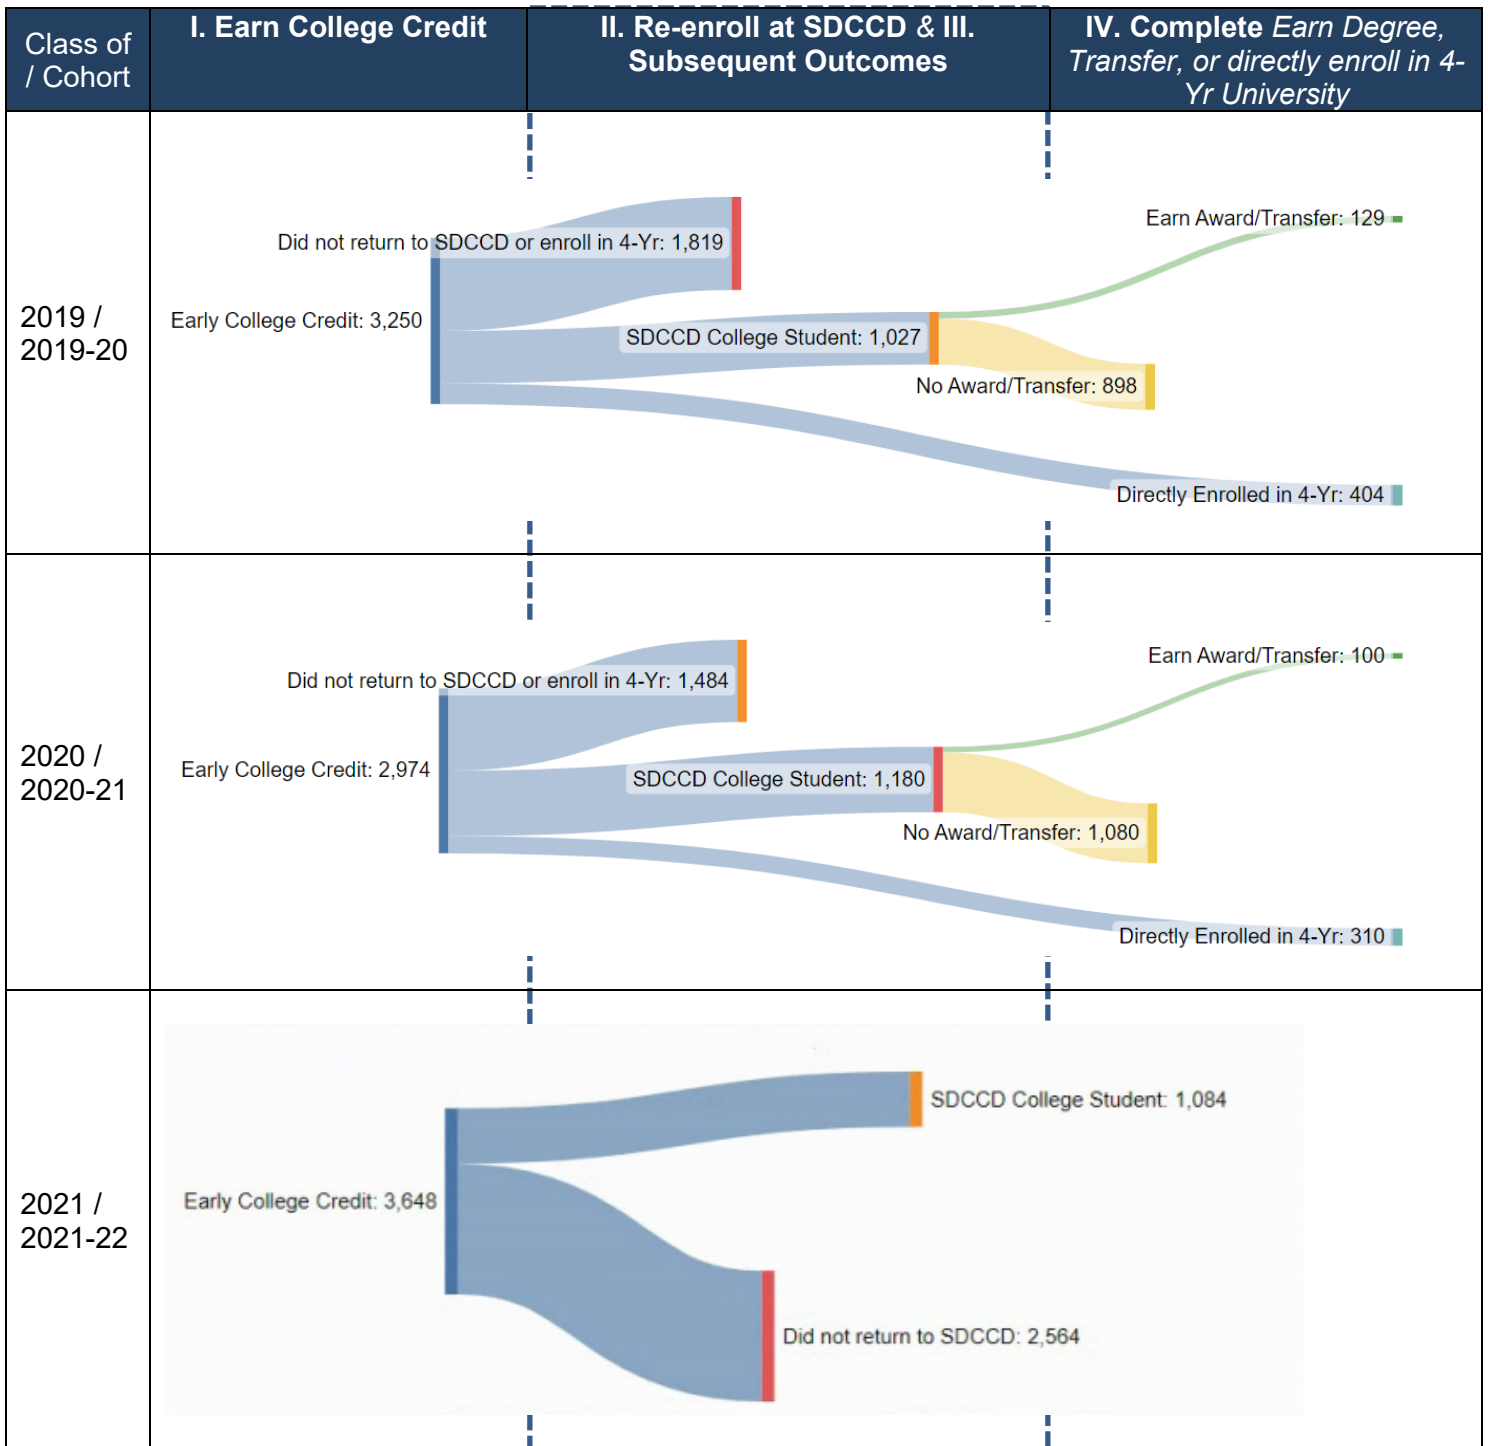 Class of
/ Cohort
I. Earn College Credit
II. Re-enroll at SDCCD & III.
Subsequent Outcomes
IV. Complete Earn Degree,
Transfer, or directly enroll in 4-
Yr University
2019 /
2019-20
Did not return to SDCCD or enroll in 4-Yr: 1,819
Early College Credit: 3,250
SDCCD College Student: 1,027
Earn Award/Transfer: 129
No Award/Transfer: 898
Directly Enrolled in 4-Yr: 404
2020 /
2020-21
Did not return to SDCCD or enroll in 4-Yr: 1,484
Early College Credit: 2,974
SDCCD College Student: 1,180
Earn Award/Transfer: 100
No Award/Transfer: 1,080
Directly Enrolled in 4-Yr: 310
2021 /
2021-22
Early College Credit: 3,648
SDCCD College Student: 1,084
Did not return to SDCCD: 2,564